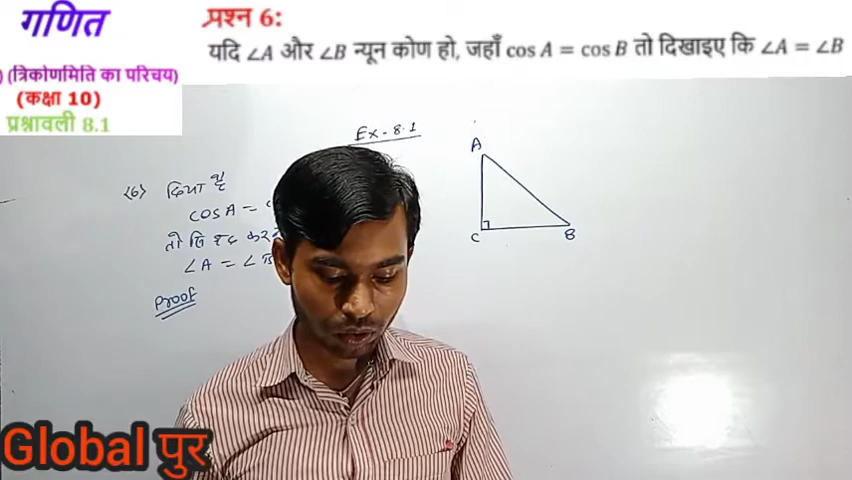 गणित
प्रश्न 6:
यदि ∠A और ∠B न्यून कोण हो, जहाँ cos A = cos B तो दिखाइए कि ∠A = ∠B
) (त्रिकोणमिति का परिचय)
(कक्षा 10)
प्रश्नावली 8.1
Ex - 8.1
(6) दिया है
cos A =
तो सिद्ध
∠A = ∠B
Proof
A
C
B
Global पुर